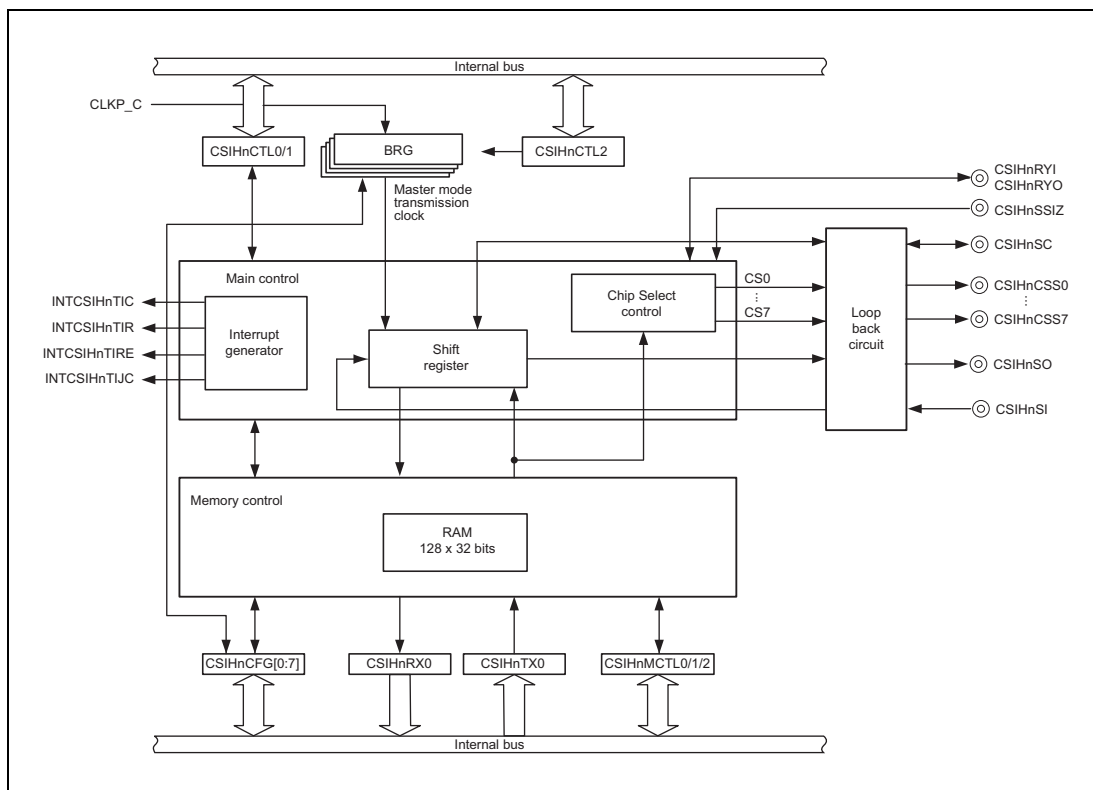 Internal bus
CLKP_C
CSIHnCTL0/1
BRG
CSIHnCTL2
Master mode
transmission
clock
CSIHnRYI
CSIHnRYO
CSIHnSSIZ
CSIHnSC
CSIHnCSS0
⋮
CSIHnCSS7
CSIHnSO
CSIHnSI
Main control
INTCSIHnTIC
INTCSIHnTIR
INTCSIHnTIRE
INTCSIHnTIJC
Interrupt
generator
Shift
register
Chip Select
control
CS0
⋮
CS7
Loop
back
circuit
Memory control
RAM
128 x 32 bits
CSIHnCFG[0:7]
CSIHnRX0
CSIHnTX0
CSIHnMCTL0/1/2
Internal bus